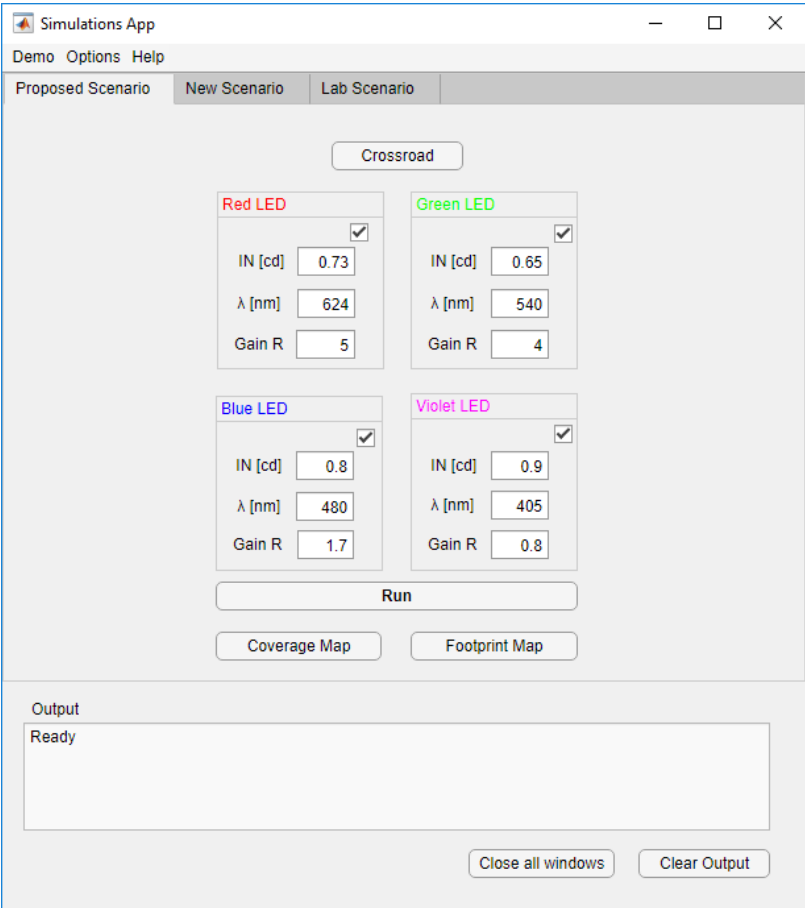 Simulations App
Demo Options Help
Proposed Scenario New Scenario Lab Scenario
Crossroad
Red LED
IN [cd] 0.73
λ [nm] 624
Gain R 5
Green LED
IN [cd] 0.65
λ [nm] 540
Gain R 4
Blue LED
IN [cd] 0.8
λ [nm] 480
Gain R 1.7
Violet LED
IN [cd] 0.9
λ [nm] 405
Gain R 0.8
Run
Coverage Map Footprint Map
Output
Ready
Close all windows Clear Output